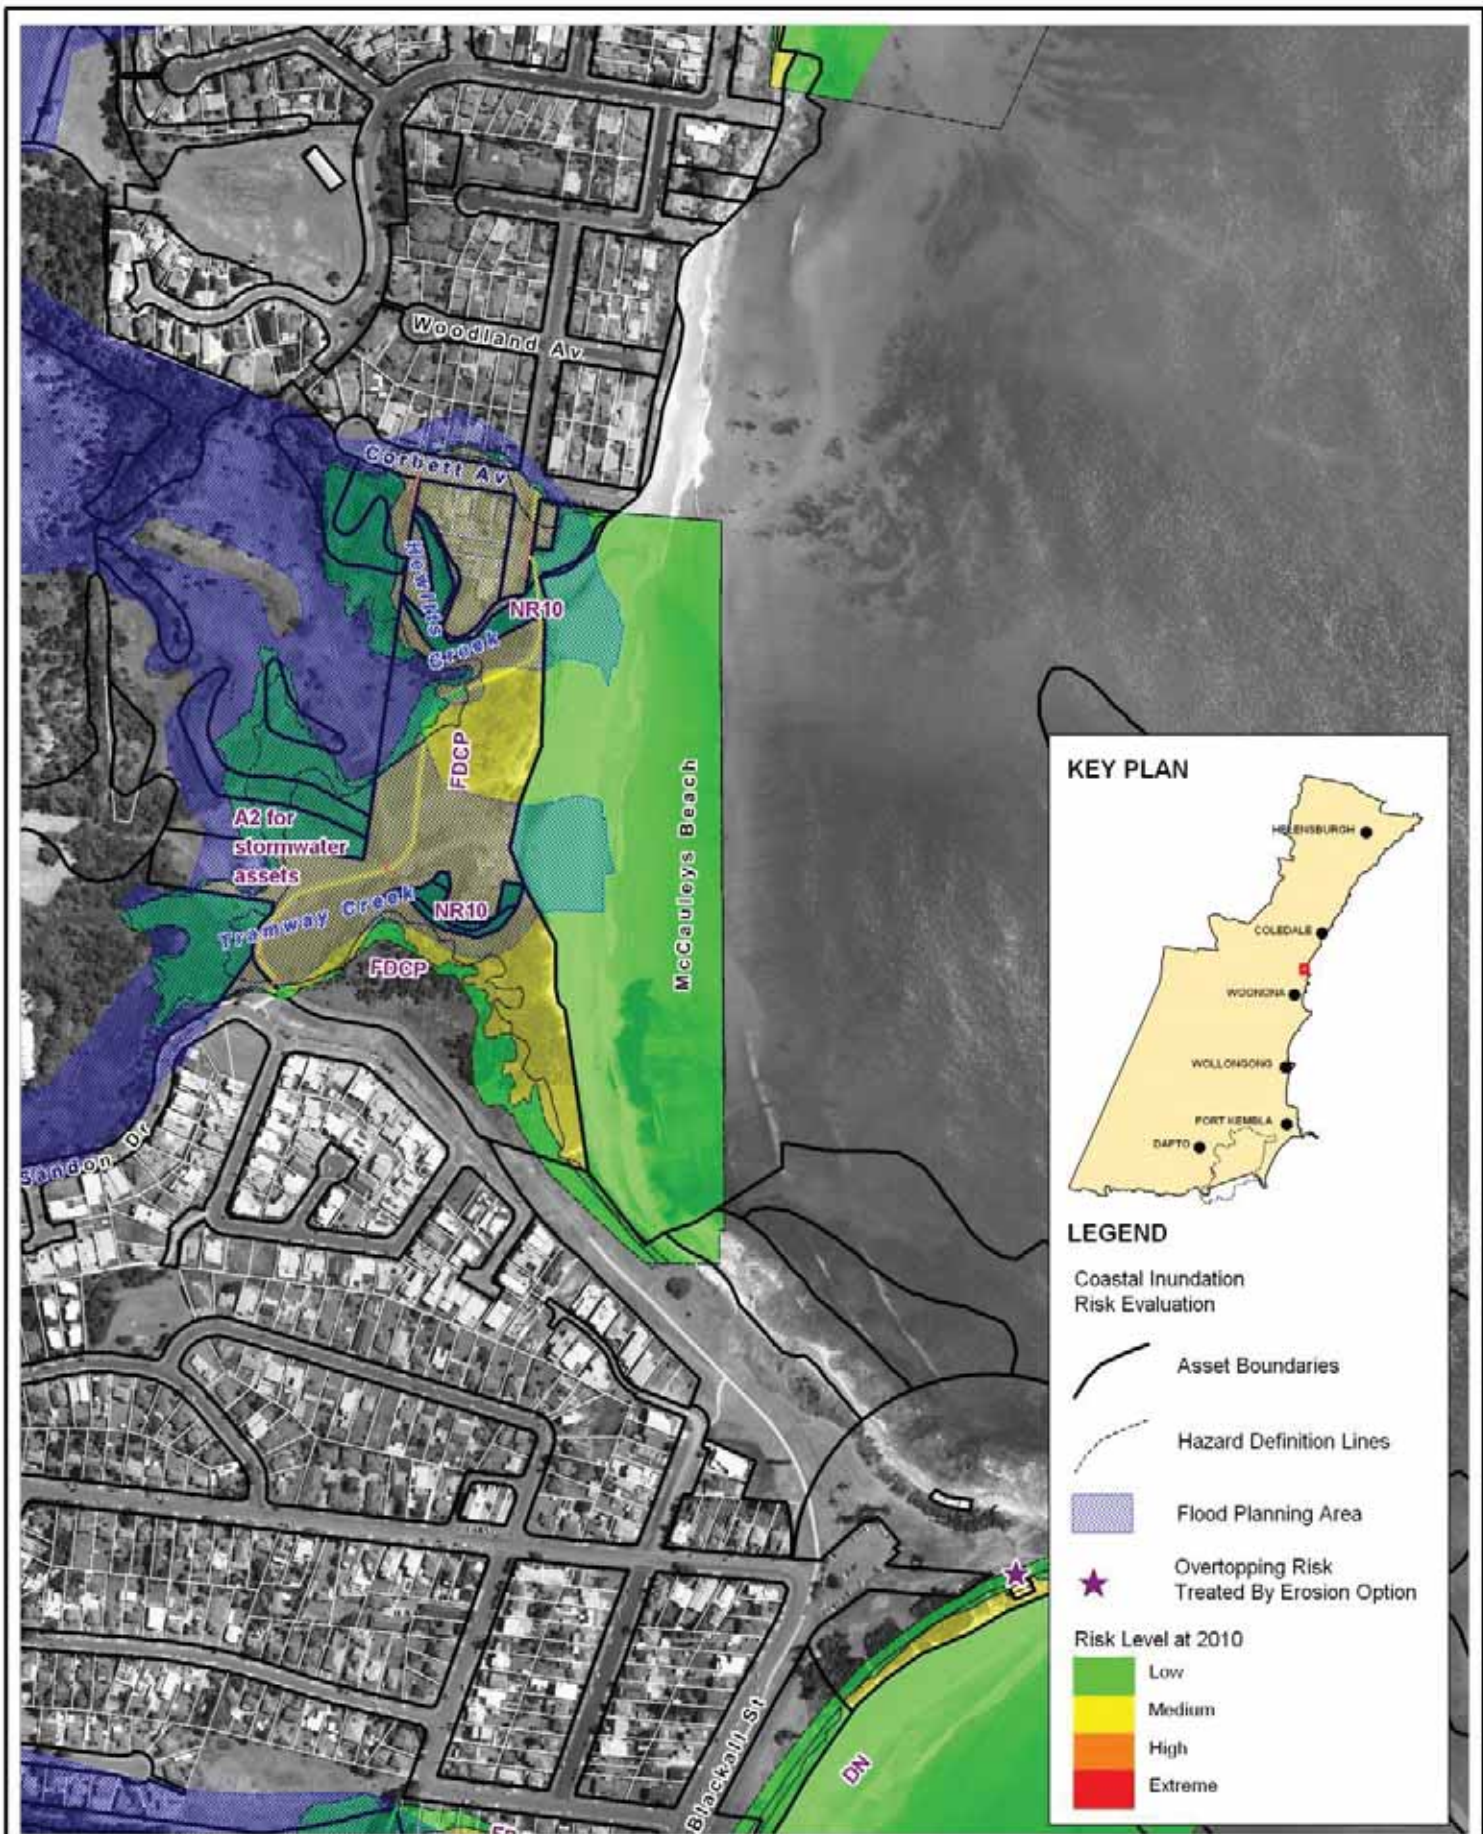 Woodland Av
Corbett Av
Hewitts
Creek
NR10
FDCP
McCauleys Beach
A2 for
stormwater
assets
Tramway Creek
NR10
FDCP
Sandon Dr
Blackall St
DN
KEY PLAN
HELENSBURGH
COLEDALE
WOONONA
WOLLONGONG
PORT KEMBLA
DAPTO
LEGEND
Coastal Inundation
Risk Evaluation
Asset Boundaries
Hazard Definition Lines
Flood Planning Area
Overtopping Risk
Treated By Erosion Option
Risk Level at 2010
Low
Medium
High
Extreme